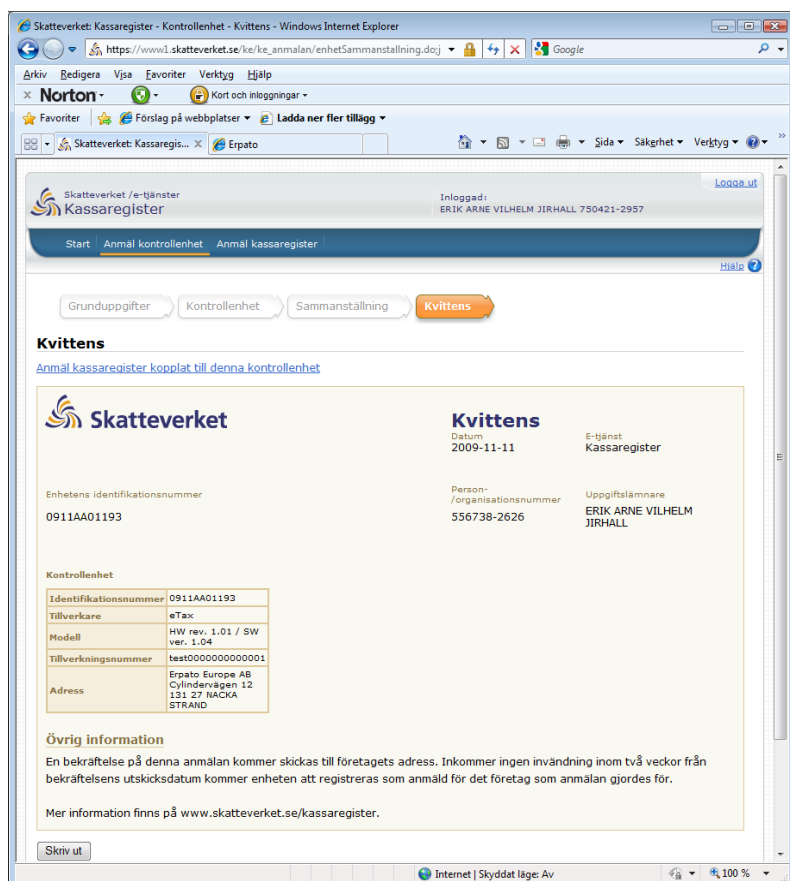 Skatteverket: Kassaregister - Kontrollenhet - Kvittens - Windows Internet Explorer
https://www1.skatteverket.se/ke/ke_anmalan/enhetSammanstallning.do;j
Google
Arkiv Redigera Visa Favoriter Verktyg Hjälp
Norton Kort och inloggningar
Favoriter Förslag på webbplatser Ladda ner fler tillägg
Skatteverket: Kassaregis... X Erpato Sida Säkerhet Verktyg
Logga ut
Skatteverket /e-tjänster
Kassaregister
Inloggad:
ERIK ARNE VILHELM JIRHALL 750421-2957
Start Anmäl kontrollenhet Anmäl kassaregister
Hjälp ?
Grunduppgifter Kontrollenhet Sammanställning Kvittens
Kvittens
Anmäl kassaregister kopplat till denna kontrollenhet
Skatteverket
Kvittens
Datum E-tjänst
2009-11-11 Kassaregister
Enhetens identifikationsnummer
0911AA01193
Person-
/organisationsnummer
556738-2626
Uppgiftslämnare
ERIK ARNE VILHELM
JIRHALL
Kontrollenhet
Identifikationsnummer 0911AA01193
Tillverkare eTax
Modell HW rev. 1.01 / SW
ver. 1.04
Tillverkningsnummer test0000000000001
Adress Erpato Europe AB
Cylindervägen 12
131 27 NACKA
STRAND
Övrig information
En bekräftelse på denna anmälan kommer skickas till företagets adress. Inkommer ingen invändning inom två veckor från
bekräftelsens utskicksdatum kommer enheten att registreras som anmäld för det företag som anmälan gjordes för.
Mer information finns på www.skatteverket.se/kassaregister.
Skriv ut
Internet | Skyddat läge: Av 100 %